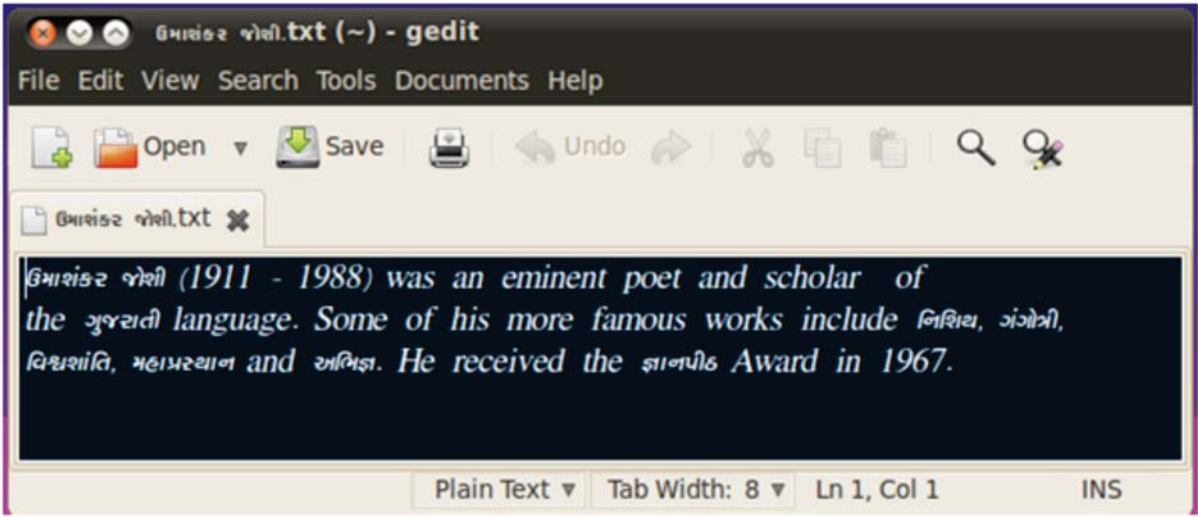 ઉમાશંકર જોશી.txt (~) - gedit
File Edit View Search Tools Documents Help
Open Save Undo
ઉમાશંકર જોશી.txt
ઉમાશંકર જોશી (1911 - 1988) was an eminent poet and scholar of
the ગુજરાતી language. Some of his more famous works include નિશિથ, ગંગોત્રી,
વિશ્વશાંતિ, મહાપ્રસ્થાન and અભિજ્ઞ. He received the જ્ઞાનપીઠ Award in 1967.
Plain Text Tab Width: 8 Ln 1, Col 1 INS